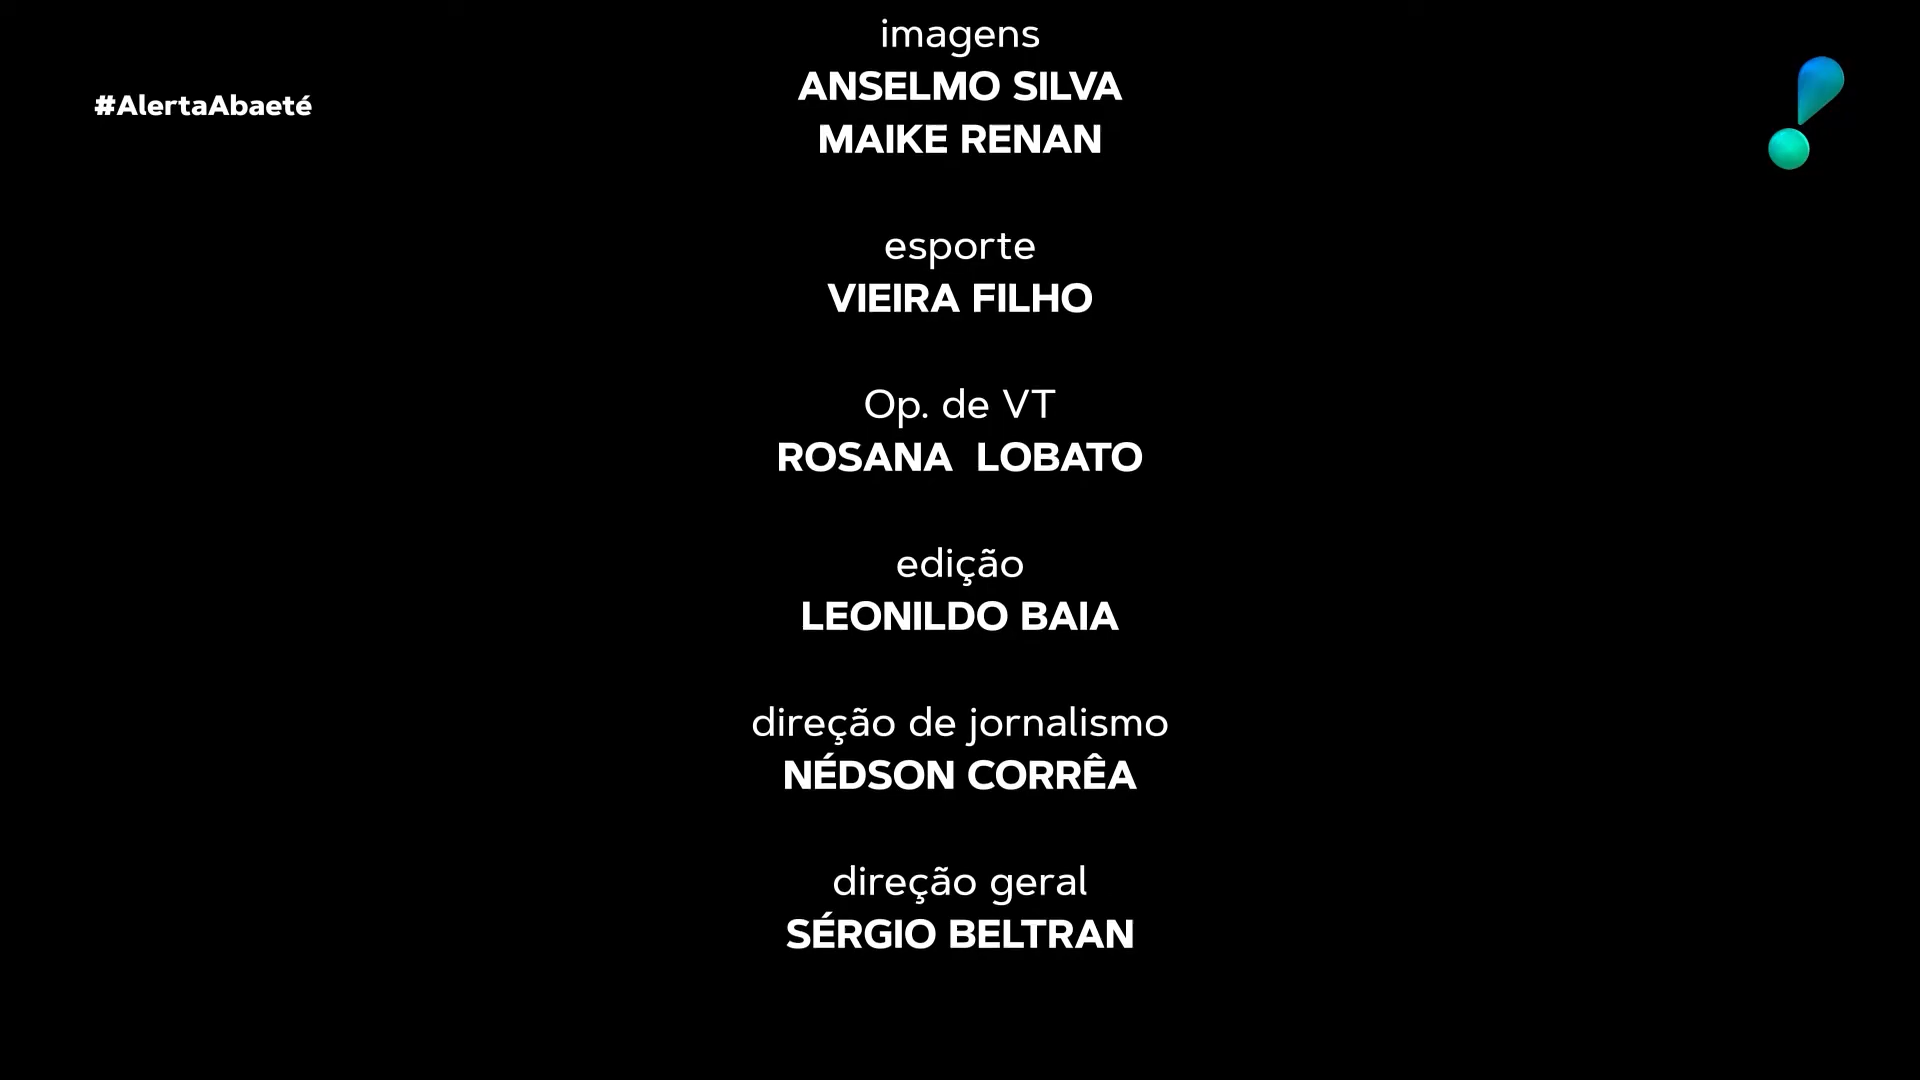 imagens
ANSELMO SILVA
MAIKE RENAN
#AlertaAbaeté
esporte
VIEIRA FILHO
Op. de VT
ROSANA  LOBATO
edição
LEONILDO BAIA
direção de jornalismo
NÉDSON CORRÊA
direção geral
SÉRGIO BELTRAN